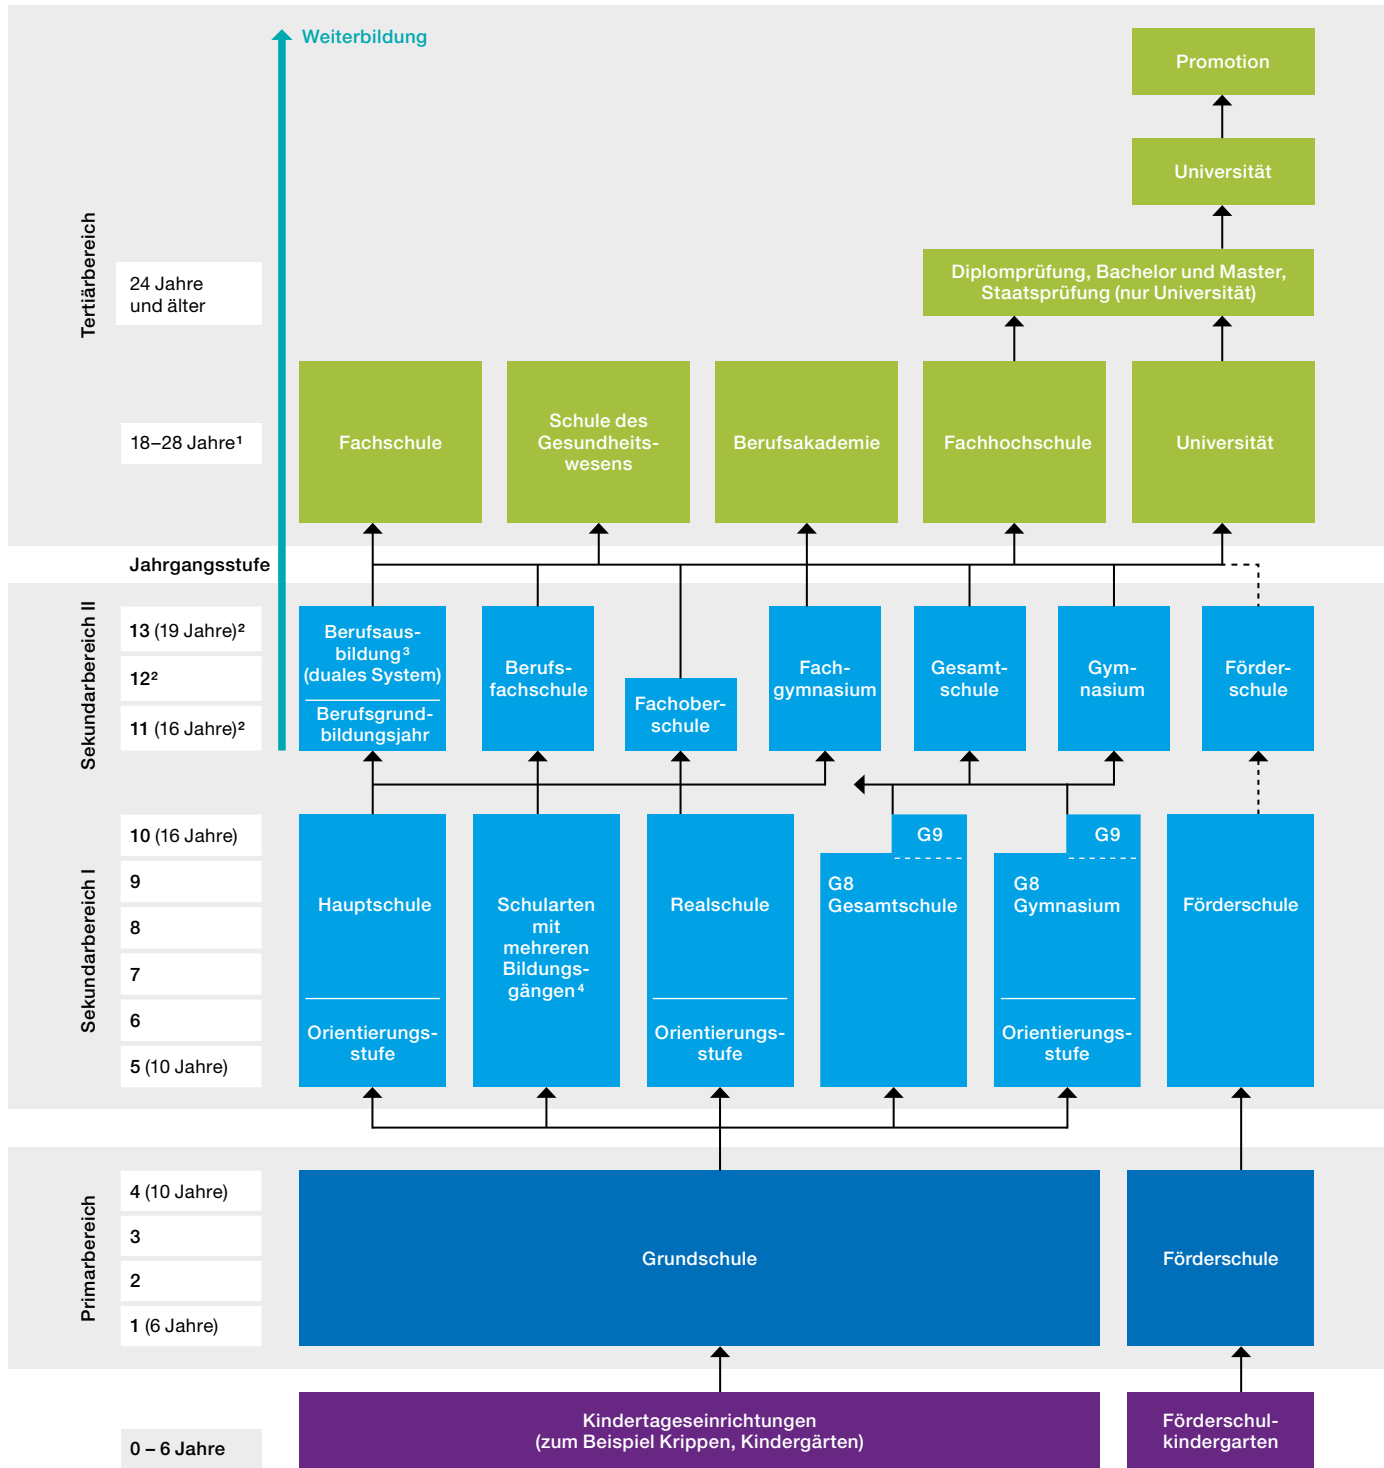 Weiterbildung
Promotion
Universität
Tertiärbereich
24 Jahre
und älter
Diplomprüfung, Bachelor und Master,
Staatsprüfung (nur Universität)
18–28 Jahre¹
Fachschule
Schule des
Gesundheits-
wesens
Berufsakademie
Fachhochschule
Universität
Jahrgangsstufe
Sekundarbereich II
13 (19 Jahre)²
12²
11 (16 Jahre)²
Berufsaus-
bildung³
(duales System)
Berufsgrund-
bildungsjahr
Berufs-
fachschule
Fachober-
schule
Fach-
gymnasium
Gesamt-
schule
Gym-
nasium
Förder-
schule
Sekundarbereich I
10 (16 Jahre)
9
8
7
6
5 (10 Jahre)
Hauptschule
Orientierungs-
stufe
Schularten
mit
mehreren
Bildungs-
gängen⁴
Realschule
Orientierungs-
stufe
G9
G8
Gesamtschule
G9
G8
Gymnasium
Orientierungs-
stufe
Förderschule
Primarbereich
4 (10 Jahre)
3
2
1 (6 Jahre)
Grundschule
Förderschule
0 – 6 Jahre
Kindertageseinrichtungen
(zum Beispiel Krippen, Kindergärten)
Förderschul-
kindergarten